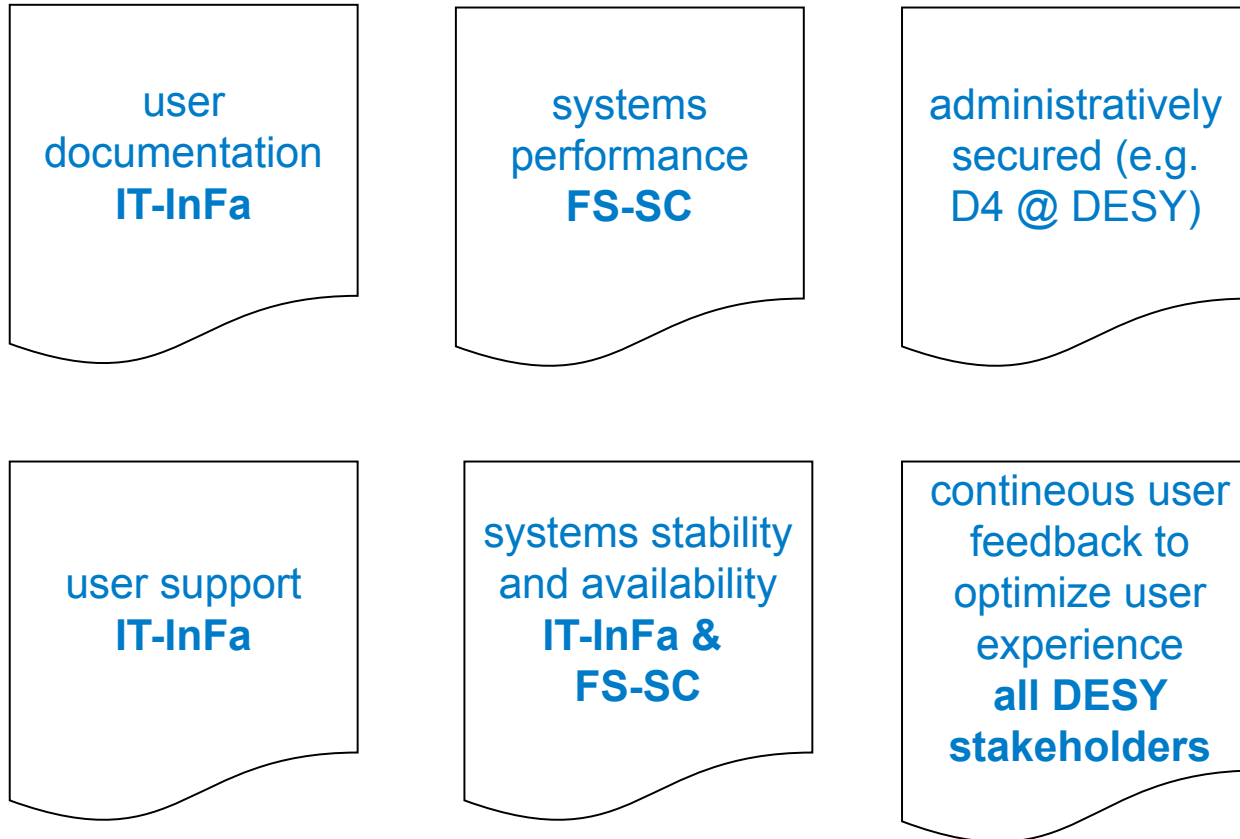 user
documentation
IT-InFa
systems
performance
FS-SC
administratively
secured (e.g.
D4 @ DESY)
user support
IT-InFa
systems stability
and availability
IT-InFa &
FS-SC
contineous user
feedback to
optimize user
experience
all DESY
stakeholders